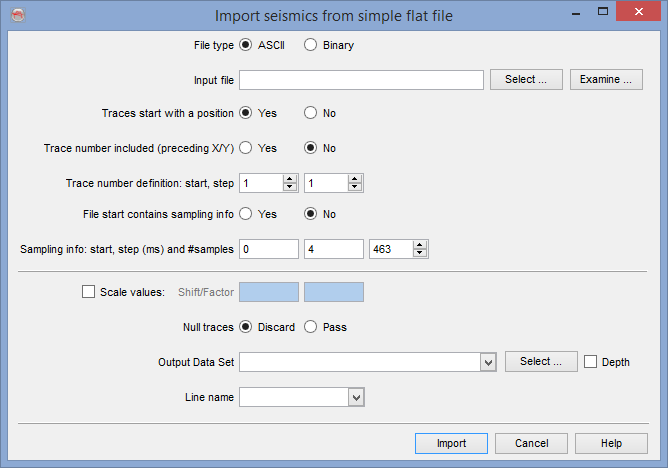 Import seismics from simple flat file
File type ASCII Binary
Input file Select ... Examine ...
Traces start with a position Yes No
Trace number included (preceding X/Y) Yes No
Trace number definition: start, step 1 1
File start contains sampling info Yes No
Sampling info: start, step (ms) and #samples 0 4 463
Scale values: Shift/Factor
Null traces Discard Pass
Output Data Set Select ... Depth
Line name
Import Cancel Help